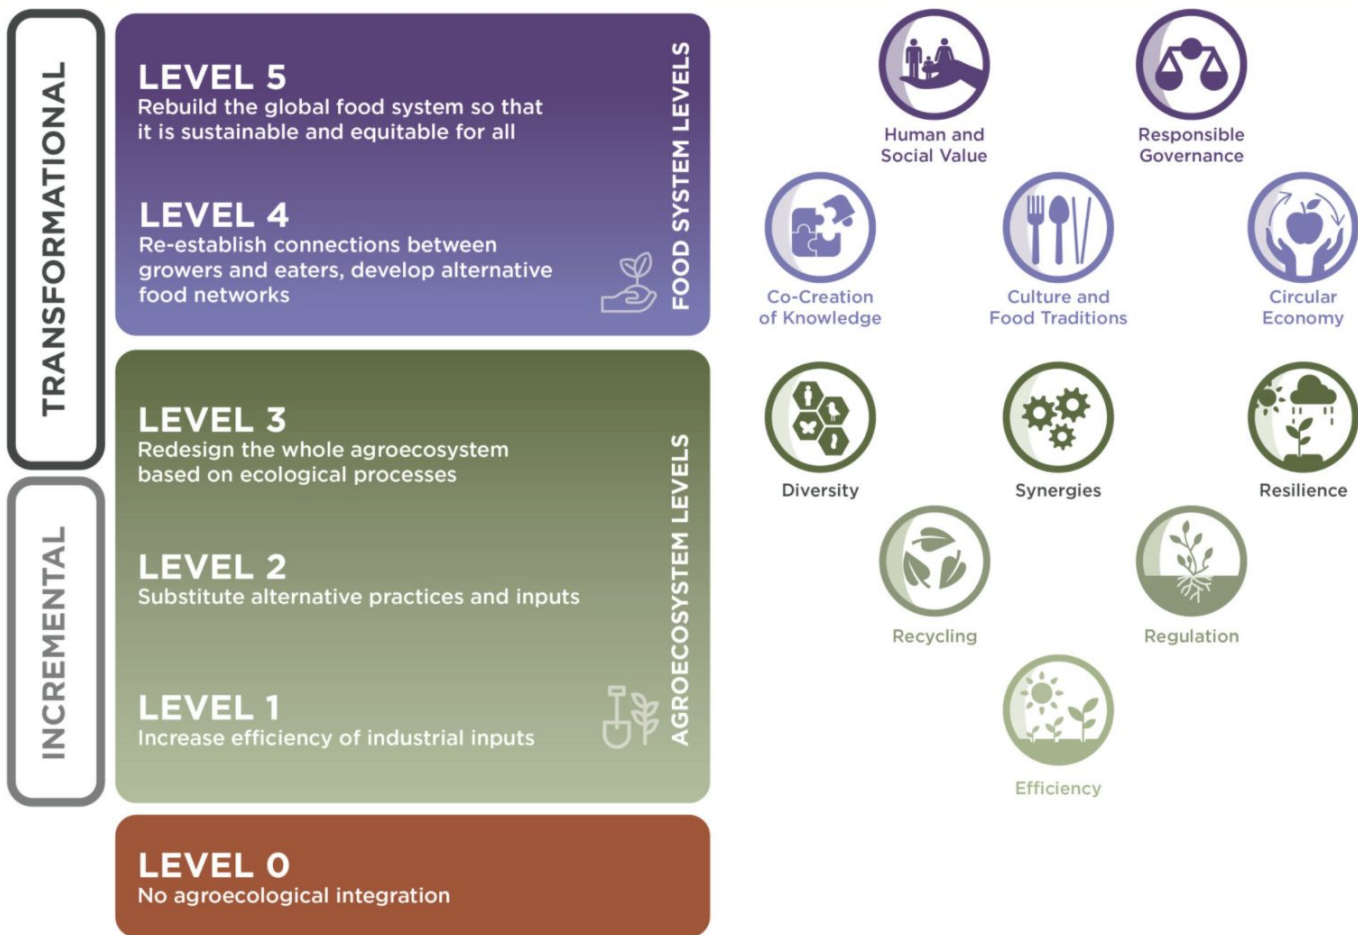 TRANSFORMATIONAL
INCREMENTAL
LEVEL 5
Rebuild the global food system so that
it is sustainable and equitable for all
LEVEL 4
Re-establish connections between
growers and eaters, develop alternative
food networks
FOOD SYSTEM LEVELS
LEVEL 3
Redesign the whole agroecosystem
based on ecological processes
LEVEL 2
Substitute alternative practices and inputs
LEVEL 1
Increase efficiency of industrial inputs
AGROECOSYSTEM LEVELS
LEVEL 0
No agroecological integration
Human and
Social Value
Responsible
Governance
Co-Creation
of Knowledge
Culture and
Food Traditions
Circular
Economy
Diversity
Synergies
Resilience
Recycling
Regulation
Efficiency